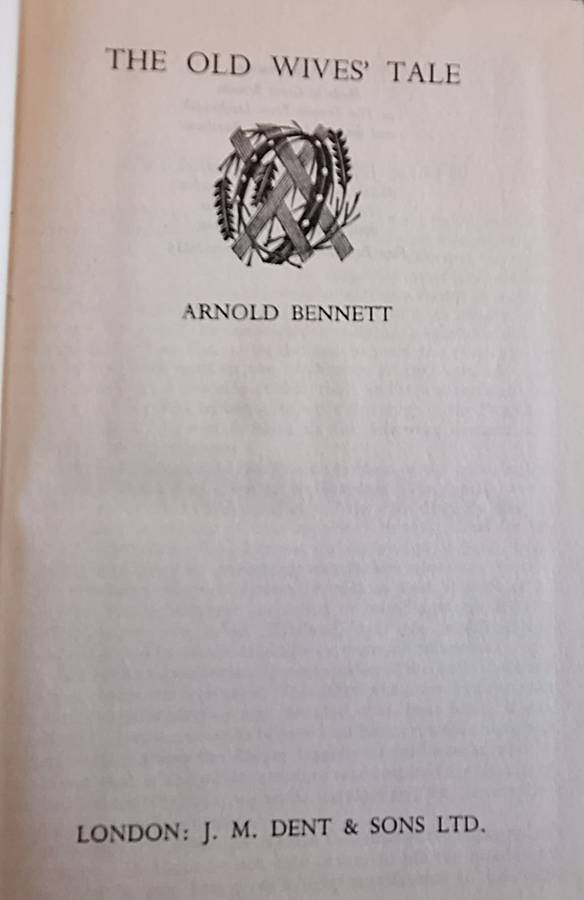 THE OLD WIVES' TALE
ARNOLD BENNETT
LONDON: J. M. DENT & SONS LTD.